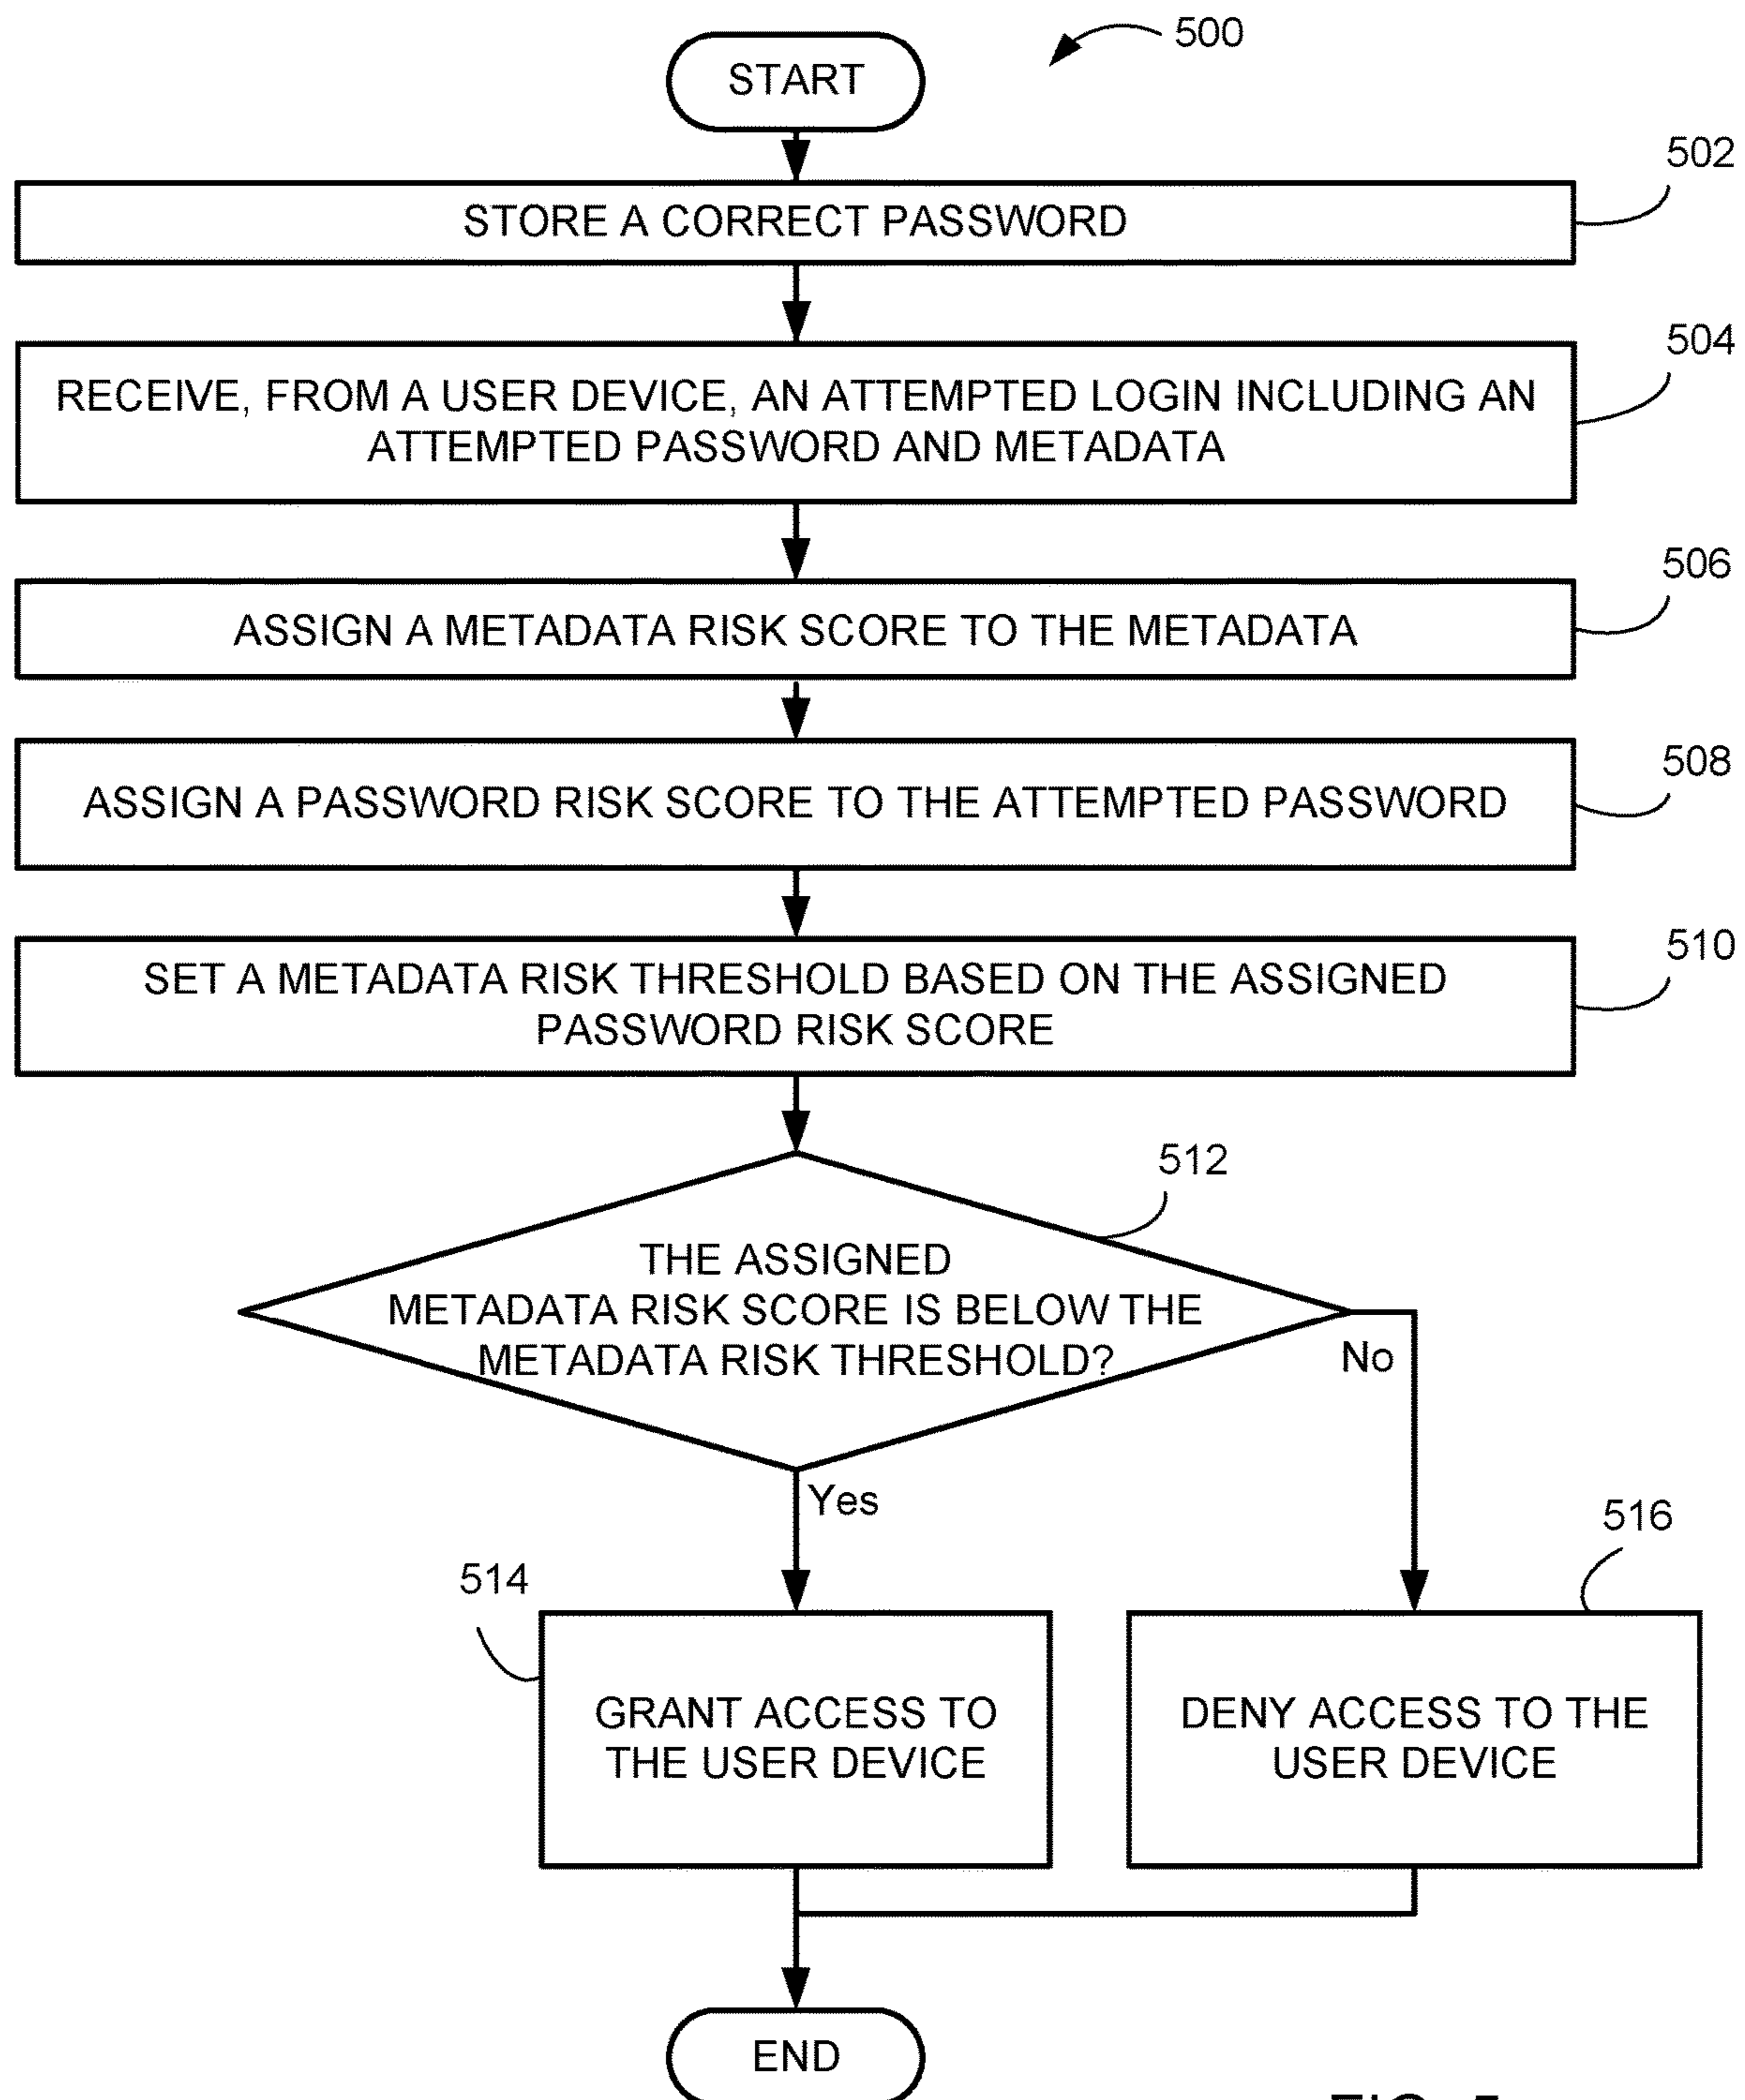 500
START
502
STORE A CORRECT PASSWORD
504
RECEIVE, FROM A USER DEVICE, AN ATTEMPTED LOGIN INCLUDING AN
ATTEMPTED PASSWORD AND METADATA
506
ASSIGN A METADATA RISK SCORE TO THE METADATA
508
ASSIGN A PASSWORD RISK SCORE TO THE ATTEMPTED PASSWORD
510
SET A METADATA RISK THRESHOLD BASED ON THE ASSIGNED
PASSWORD RISK SCORE
512
THE ASSIGNED
METADATA RISK SCORE IS BELOW THE
METADATA RISK THRESHOLD?
No
Yes
514
516
GRANT ACCESS TO
THE USER DEVICE
DENY ACCESS TO THE
USER DEVICE
END